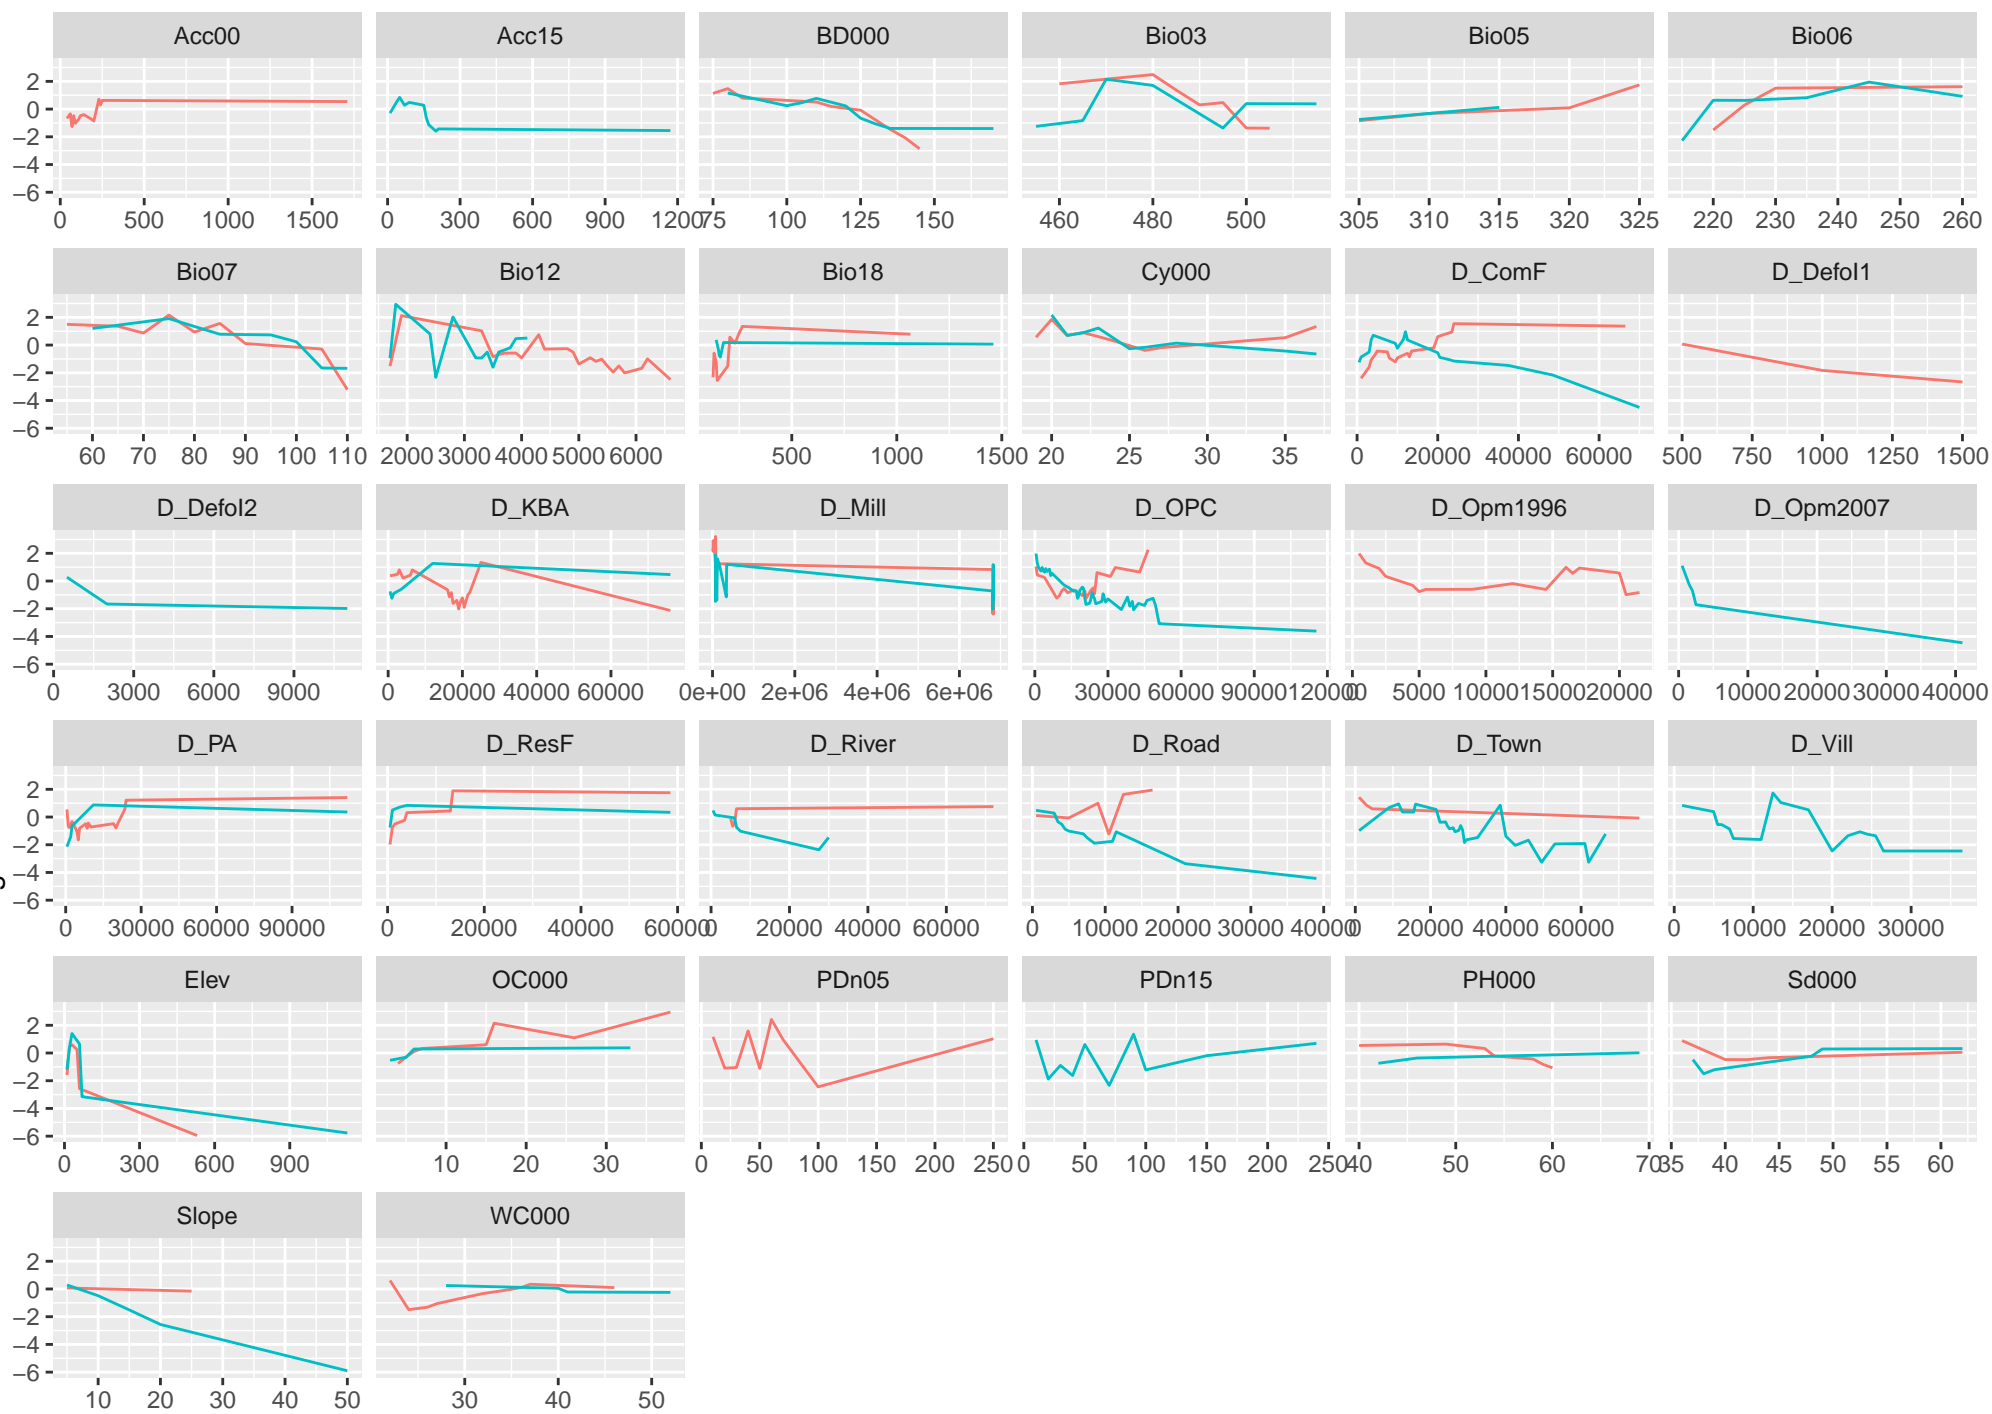 Acc00 Acc15 BD000 Bio03 Bio05 Bio06
2
0
−2
−4
−6
0 500 1000 1500 0 300 600 900 1200 75 100 125 150 460 480 500 305 310 315 320 325 220 230 240 250 260
Bio07 Bio12 Bio18 Cy000 D_ComF D_DefoI1
2
0
−2
−4
−6
60 70 80 90 100 110 2000 3000 4000 5000 6000 500 1000 1500 20 25 30 35 0 20000 40000 60000 500 750 1000 1250 1500
D_DefoI2 D_KBA D_Mill D_OPC D_Opm1996 D_Opm2007
2
0
−2
−4
−6
0 3000 6000 9000 0 20000 40000 60000 0e+00 2e+06 4e+06 6e+06 0 30000 60000 90000 120000 0 5000 10000 15000 20000 0 10000 20000 30000 40000
D_PA D_ResF D_River D_Road D_Town D_Vill
2
0
−2
−4
−6
0 30000 60000 90000 0 20000 40000 60000 0 20000 40000 60000 0 10000 20000 30000 40000 0 20000 40000 60000 0 10000 20000 30000
Elev OC000 PDn05 PDn15 PH000 Sd000
2
0
−2
−4
−6
0 300 600 900 10 20 30 0 50 100 150 200 250 0 50 100 150 200 250 40 50 60 70 35 40 45 50 55 60
Slope WC000
2
0
−2
−4
−6
10 20 30 40 50 30 40 50